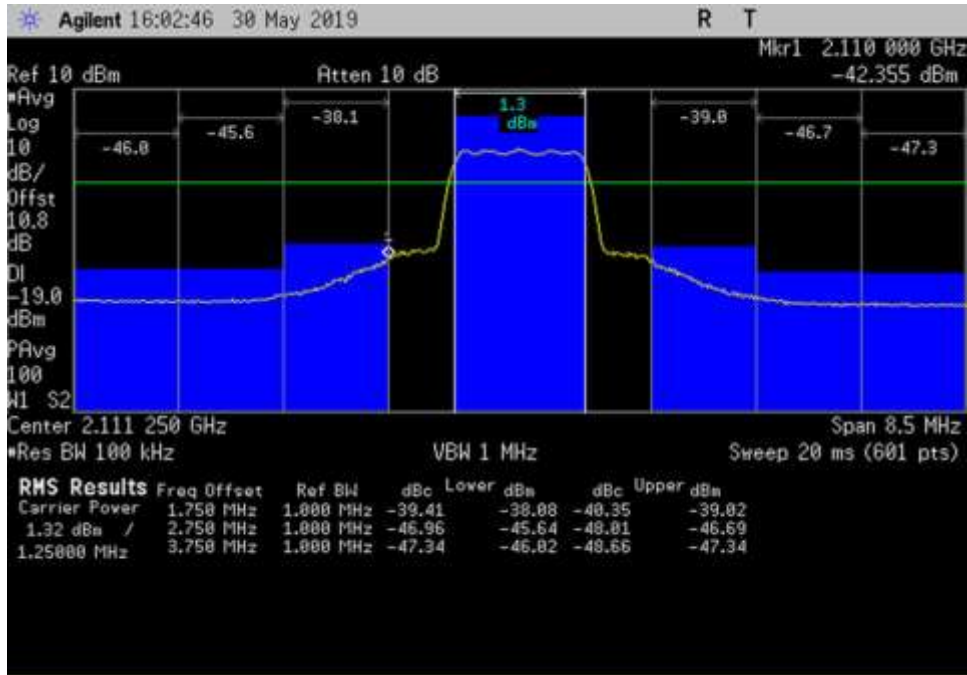 Agilent 16:02:46 30 May 2019 R T
Mkr1 2.110 000 GHz
Ref 10 dBm Atten 10 dB -42.355 dBm
*Avg
Log
10
dB/
Offst
10.8
dB
DI
-19.0
dBm
PAvg
100
W1 S2
-46.0 -45.6 -38.1 1.3 dBm -39.0 -46.7 -47.3
1
Center 2.111 250 GHz Span 8.5 MHz
*Res BW 100 kHz VBW 1 MHz Sweep 20 ms (601 pts)
RMS Results Freq Offset Ref BW dBc Lower dBm dBc Upper dBm
Carrier Power 1.750 MHz 1.000 MHz -39.41 -38.08 -40.35 -39.02
1.32 dBm / 2.750 MHz 1.000 MHz -46.96 -45.64 -48.01 -46.69
1.25000 MHz 3.750 MHz 1.000 MHz -47.34 -46.02 -48.66 -47.34